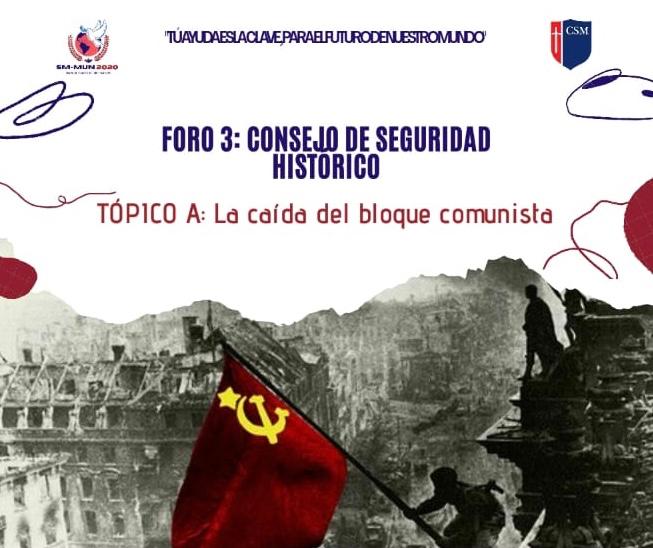 "TÚ AYUDA ES LA CLAVE, PARA EL FUTURO DE NUESTRO MUNDO"
SM-MUN 2020
CSM
FORO 3: CONSEJO DE SEGURIDAD
HISTÓRICO
TÓPICO A: La caída del bloque comunista